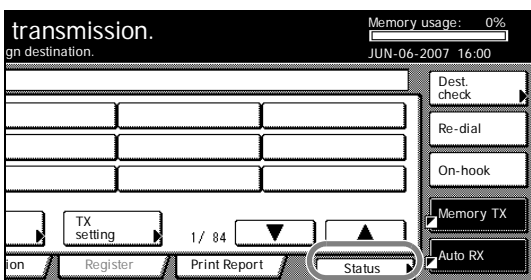 transmission.
gn destination.
Memory usage: 0%
JUN-06-2007 16:00
Dest.
check
Re-dial
On-hook
Memory TX
Auto RX
TX
setting
1/ 84
ion
Register
Print Report
Status